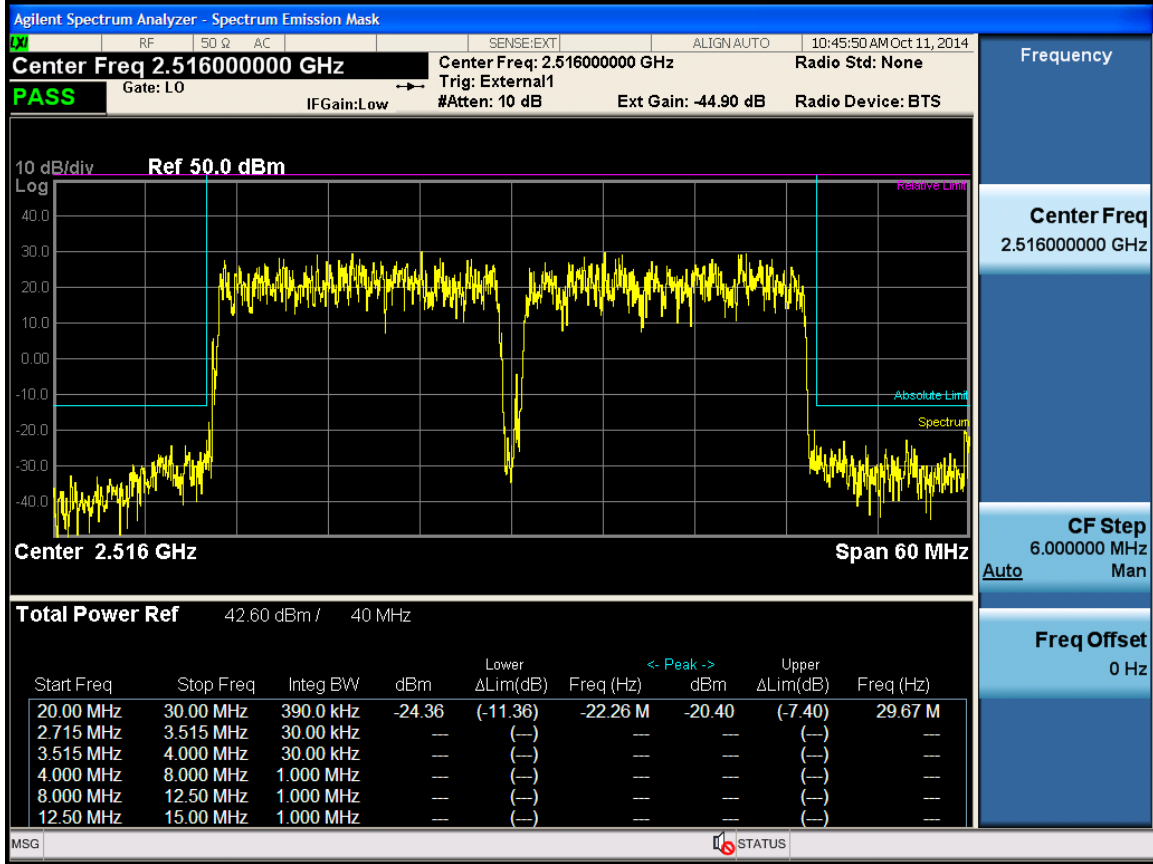 Agilent Spectrum Analyzer - Spectrum Emission Mask
LXI RF 50 Ω AC SENSE:EXT ALIGN AUTO 10:45:50 AM Oct 11, 2014
Center Freq 2.516000000 GHz
Center Freq: 2.516000000 GHz Radio Std: None
Trig: External1
PASS Gate: LO
IFGain:Low #Atten: 10 dB Ext Gain: -44.90 dB Radio Device: BTS
Frequency
10 dB/div Ref 50.0 dBm
Log
Relative Limit
40.0
30.0
20.0
10.0
0.00
-10.0
Absolute Limit
Spectrum
-20.0
-30.0
-40.0
Center 2.516 GHz Span 60 MHz
Center Freq
2.516000000 GHz
CF Step
6.000000 MHz
Auto Man
Freq Offset
0 Hz
Total Power Ref 42.60 dBm / 40 MHz
Lower <- Peak -> Upper
Start Freq Stop Freq Integ BW dBm ΔLim(dB) Freq (Hz) dBm ΔLim(dB) Freq (Hz)
20.00 MHz 30.00 MHz 390.0 kHz -24.36 (-11.36) -22.26 M -20.40 (-7.40) 29.67 M
2.715 MHz 3.515 MHz 30.00 kHz --- (---) --- --- (---) ---
3.515 MHz 4.000 MHz 30.00 kHz --- (---) --- --- (---) ---
4.000 MHz 8.000 MHz 1.000 MHz --- (---) --- --- (---) ---
8.000 MHz 12.50 MHz 1.000 MHz --- (---) --- --- (---) ---
12.50 MHz 15.00 MHz 1.000 MHz --- (---) --- --- (---) ---
MSG STATUS